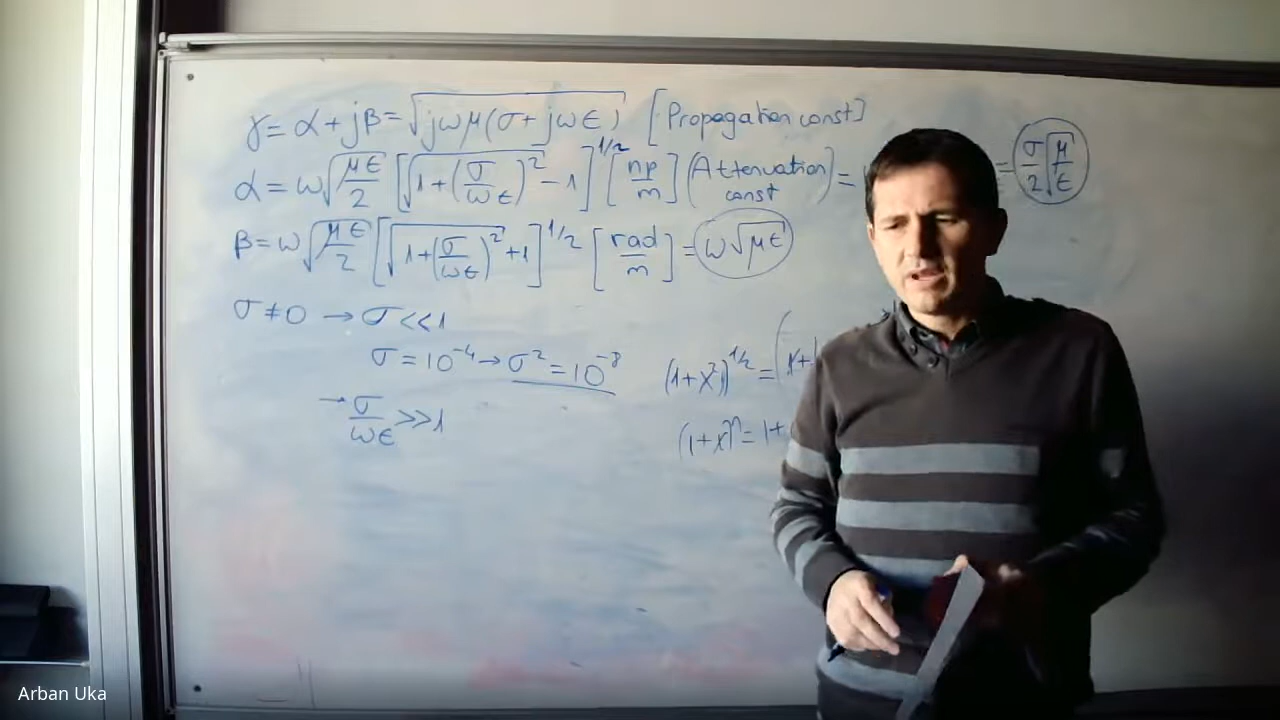 γ = α + jβ = √(jωμ(σ + jωε)) [Propagation const]
α = ω√(με/2) [√(1+(σ/ωε)²) - 1]^1/2 [np/m] (Attenuation const) = = σ/2 √(μ/ε)
β = ω√(με/2) [√(1+(σ/ωε)²) + 1]^1/2 [rad/m] = ω√(με)
σ ≠ 0 → σ << 1
σ = 10⁻⁴ → σ² = 10⁻⁸
(1+x²)^1/2 =
→ σ/ωε >> 1
(1+x)^n = 1+
Arban Uka